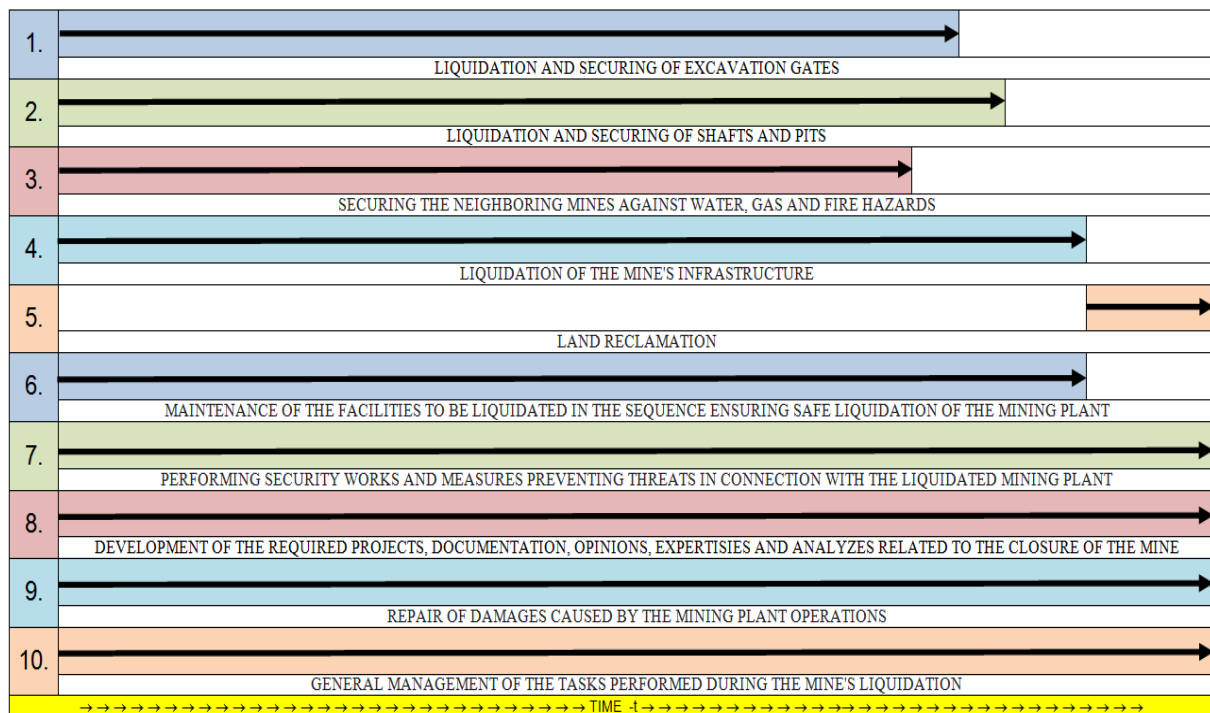 1.
LIQUIDATION AND SECURING OF EXCAVATION GATES
2.
LIQUIDATION AND SECURING OF SHAFTS AND PITS
3.
SECURING THE NEIGHBORING MINES AGAINST WATER, GAS AND FIRE HAZARDS
4.
LIQUIDATION OF THE MINE'S INFRASTRUCTURE
5.
LAND RECLAMATION
6.
MAINTENANCE OF THE FACILITIES TO BE LIQUIDATED IN THE SEQUENCE ENSURING SAFE LIQUIDATION OF THE MINING PLANT
7.
PERFORMING SECURITY WORKS AND MEASURES PREVENTING THREATS IN CONNECTION WITH THE LIQUIDATED MINING PLANT
8.
DEVELOPMENT OF THE REQUIRED PROJECTS, DOCUMENTATION, OPINIONS, EXPERTISIES AND ANALYZES RELATED TO THE CLOSURE OF THE MINE
9.
REPAIR OF DAMAGES CAUSED BY THE MINING PLANT OPERATIONS
10.
GENERAL MANAGEMENT OF THE TASKS PERFORMED DURING THE MINE'S LIQUIDATION
TIME -t